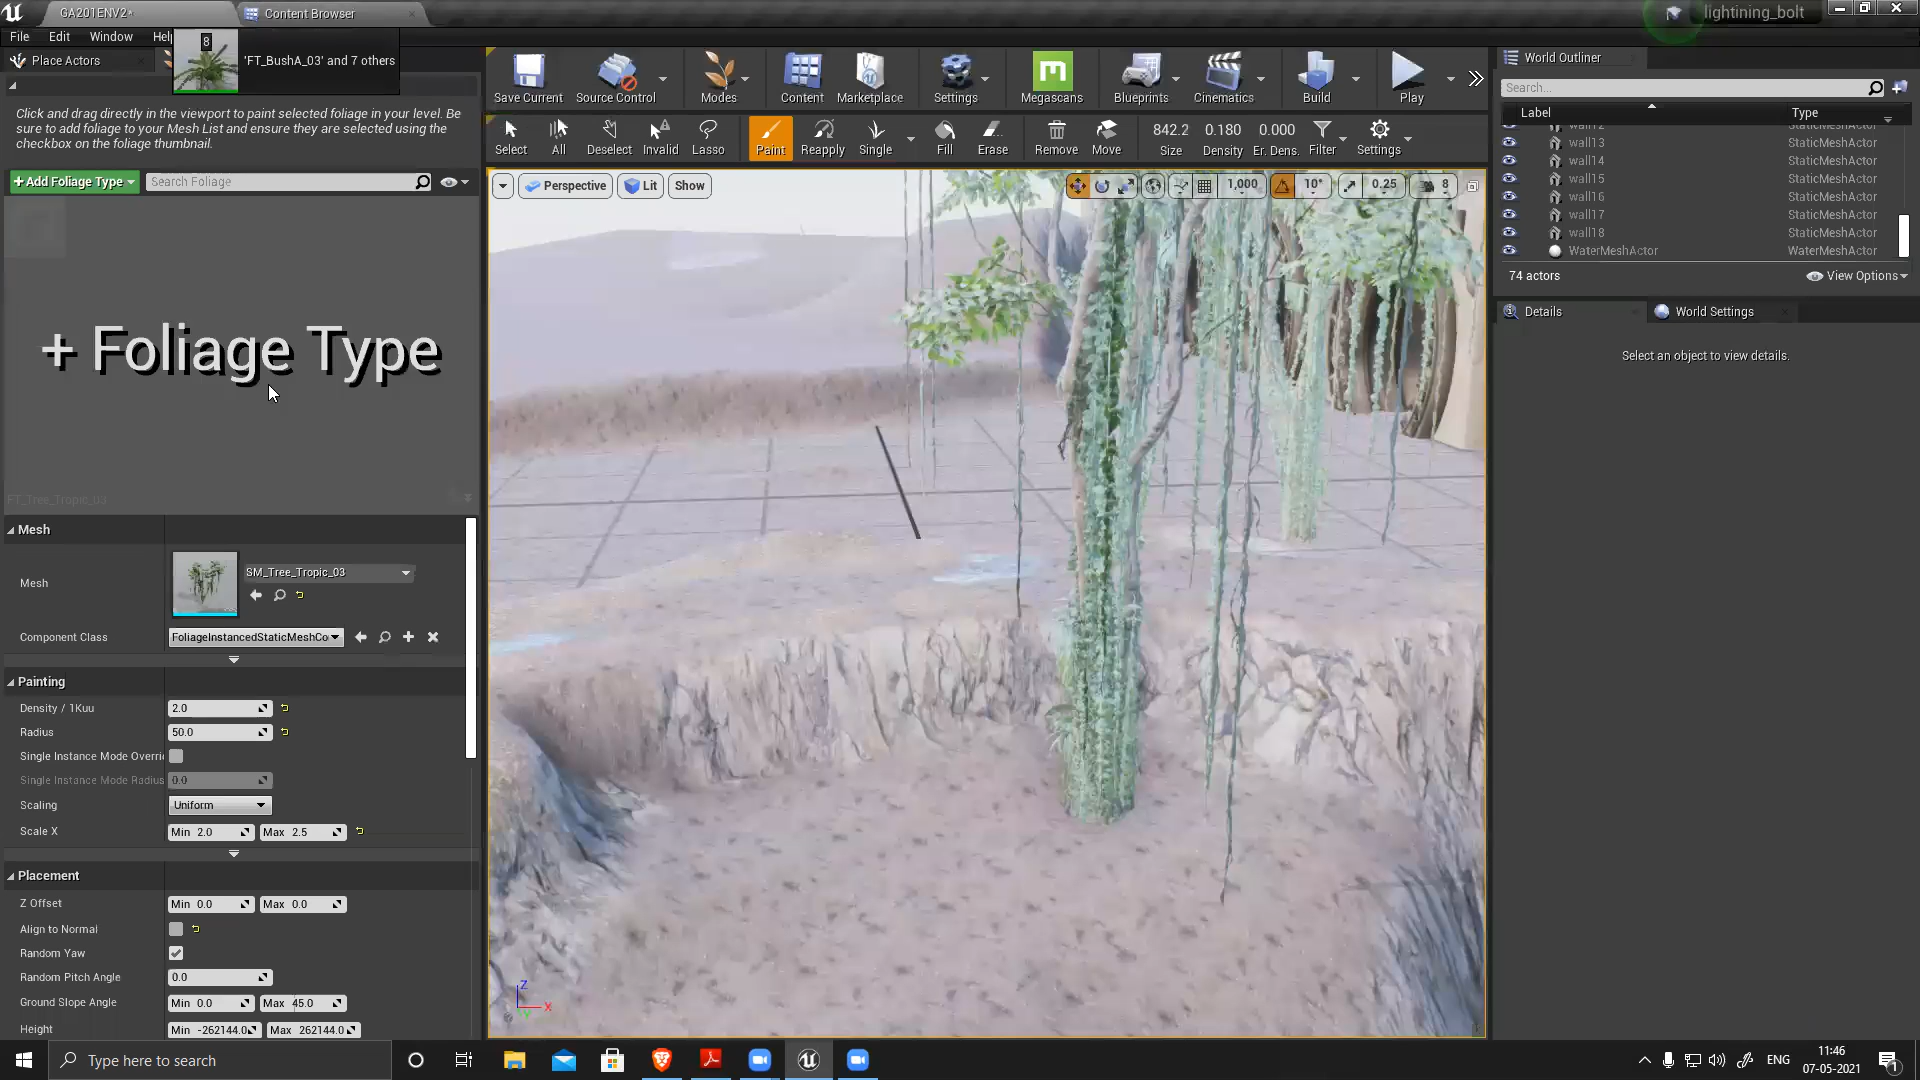 GA201ENV2*
Content Browser
lightining_bolt
File Edit Window Help
8
'FT_BushA_03' and 7 others
Place Actors
Click and drag directly in the viewport to paint selected foliage in your level. Be
sure to add foliage to your Mesh List and ensure they are selected using the
checkbox on the foliage thumbnail.
+Add Foliage Type
Search Foliage
+ Foliage Type
FT_Tree_Tropic_03
Mesh
Mesh
SM_Tree_Tropic_03
Component Class
FoliageInstancedStaticMeshCo
Painting
Density / 1Kuu
2.0
Radius
50.0
Single Instance Mode Overri
Single Instance Mode Radius
0.0
Scaling
Uniform
Scale X
Min 2.0
Max 2.5
Placement
Z Offset
Min 0.0
Max 0.0
Align to Normal
Random Yaw
Random Pitch Angle
0.0
Ground Slope Angle
Min 0.0
Max 45.0
Height
Min -262144.0
Max 262144.0
Save Current
Source Control
Modes
Content
Marketplace
Settings
Megascans
Blueprints
Cinematics
Build
Play
Select
All
Deselect
Invalid
Lasso
Paint
Reapply
Single
Fill
Erase
Remove
Move
842.2
Size
0.180
Density
0.000
Er. Dens.
Filter
Settings
Perspective
Lit
Show
1,000
10°
0.25
8
Z
X
Y
World Outliner
Search...
Label
Type
wall12 StaticMeshActor
wall13 StaticMeshActor
wall14 StaticMeshActor
wall15 StaticMeshActor
wall16 StaticMeshActor
wall17 StaticMeshActor
wall18 StaticMeshActor
WaterMeshActor WaterMeshActor
74 actors
View Options
Details
World Settings
Select an object to view details.
Type here to search
ENG
11:46
07-05-2021
1